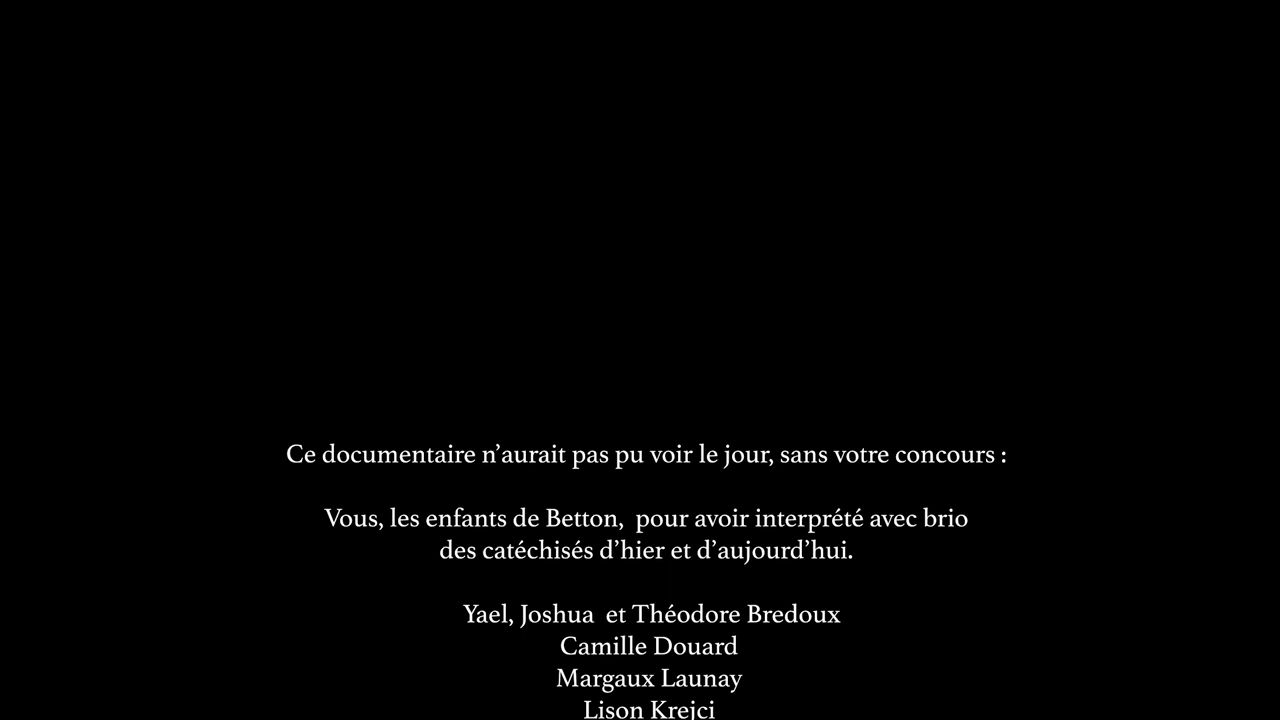 Ce documentaire n’aurait pas pu voir le jour, sans votre concours :
Vous, les enfants de Betton,  pour avoir interprété avec brio
des catéchisés d’hier et d’aujourd’hui.
Yael, Joshua  et Théodore Bredoux
Camille Douard
Margaux Launay
Lison Krejci